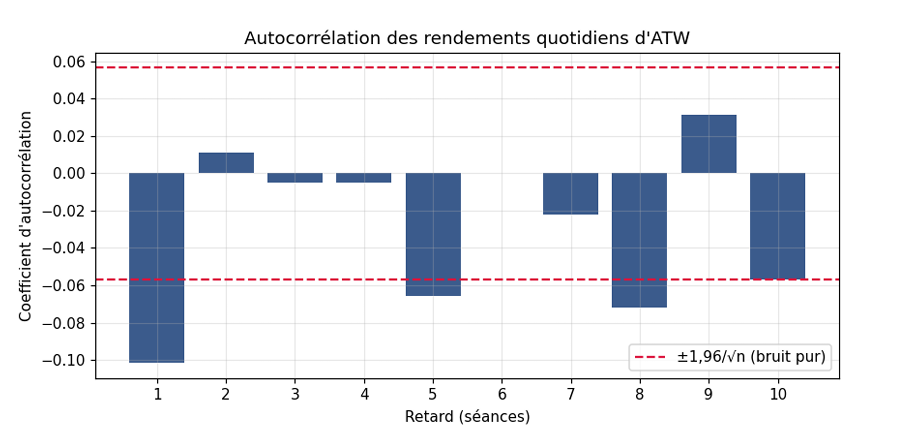 Autocorrélation des rendements quotidiens d'ATW
Coefficient d'autocorrélation
0.06
0.04
0.02
0.00
−0.02
−0.04
−0.06
−0.08
−0.10
±1,96/√n (bruit pur)
1 2 3 4 5 6 7 8 9 10
Retard (séances)